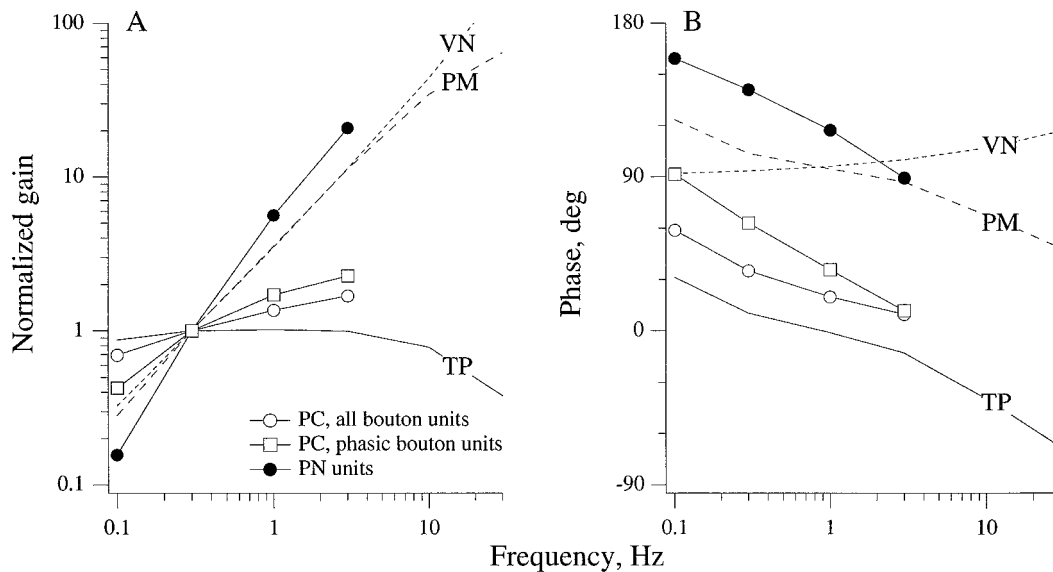 A
Normalized gain
100
10
1
0.1
0.1
1
10
VN
PM
TP
PC, all bouton units
PC, phasic bouton units
PN units
B
Phase, deg
180
90
0
-90
0.1
1
10
VN
PM
TP
Frequency, Hz